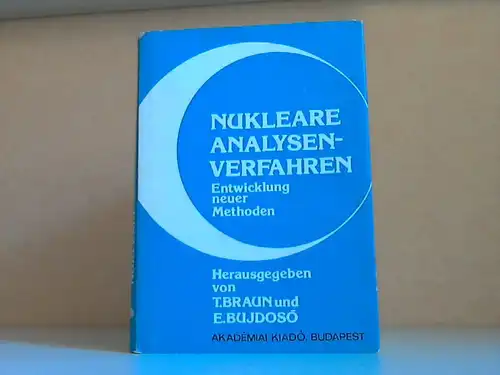 NUKLEARE
ANALYSEN-
VERFAHREN
Entwicklung
neuer
Methoden
Herausgegeben
von
T.BRAUN und
E.BUJDOSÓ
AKADÉMIAI KIADÓ, BUDAPEST